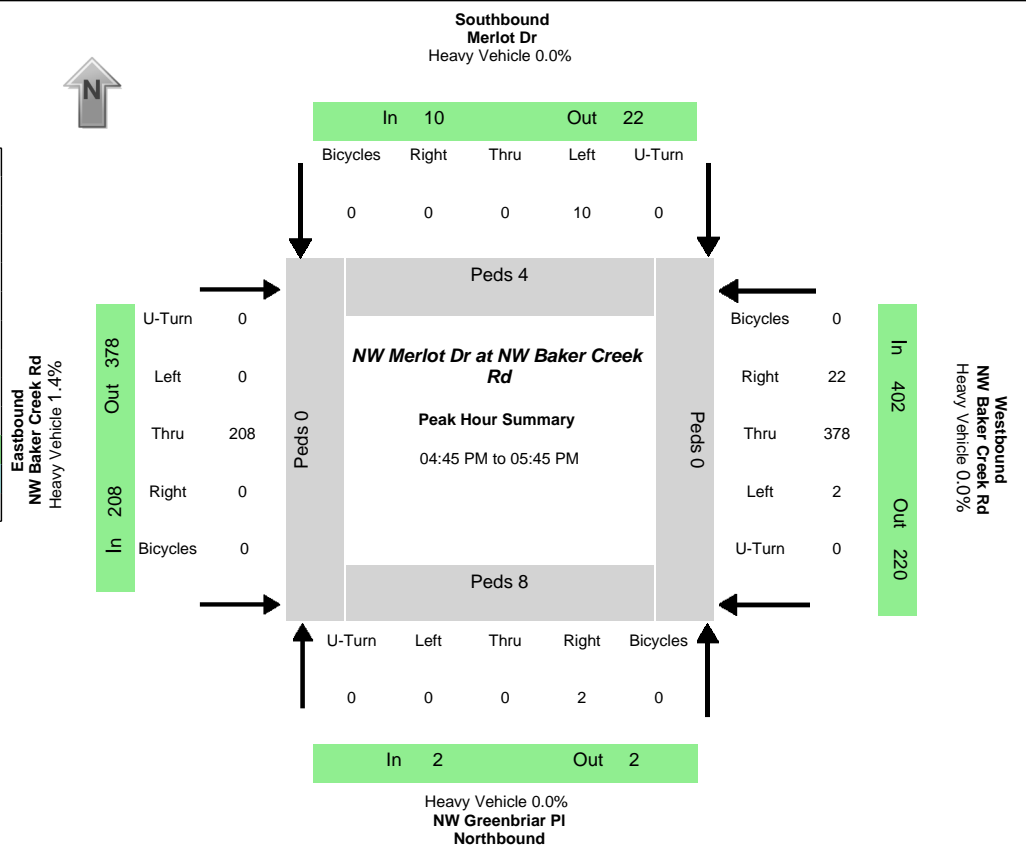 Southbound
Merlot Dr
Heavy Vehicle 0.0%
N
In 10 Out 22
Bicycles Right Thru Left U-Turn
0 0 0 10 0
Peds 4
Eastbound
NW Baker Creek Rd
Heavy Vehicle 1.4%
In 208 Out 378
U-Turn 0
Left 0
Thru 208
Right 0
Bicycles 0
Peds 0
NW Merlot Dr at NW Baker Creek
Rd
Peak Hour Summary
04:45 PM to 05:45 PM
Peds 0
Bicycles 0
Right 22
Thru 378
Left 2
U-Turn 0
In 402 Out 220
Westbound
NW Baker Creek Rd
Heavy Vehicle 0.0%
Peds 8
U-Turn Left Thru Right Bicycles
0 0 0 2 0
In 2 Out 2
Heavy Vehicle 0.0%
NW Greenbriar Pl
Northbound